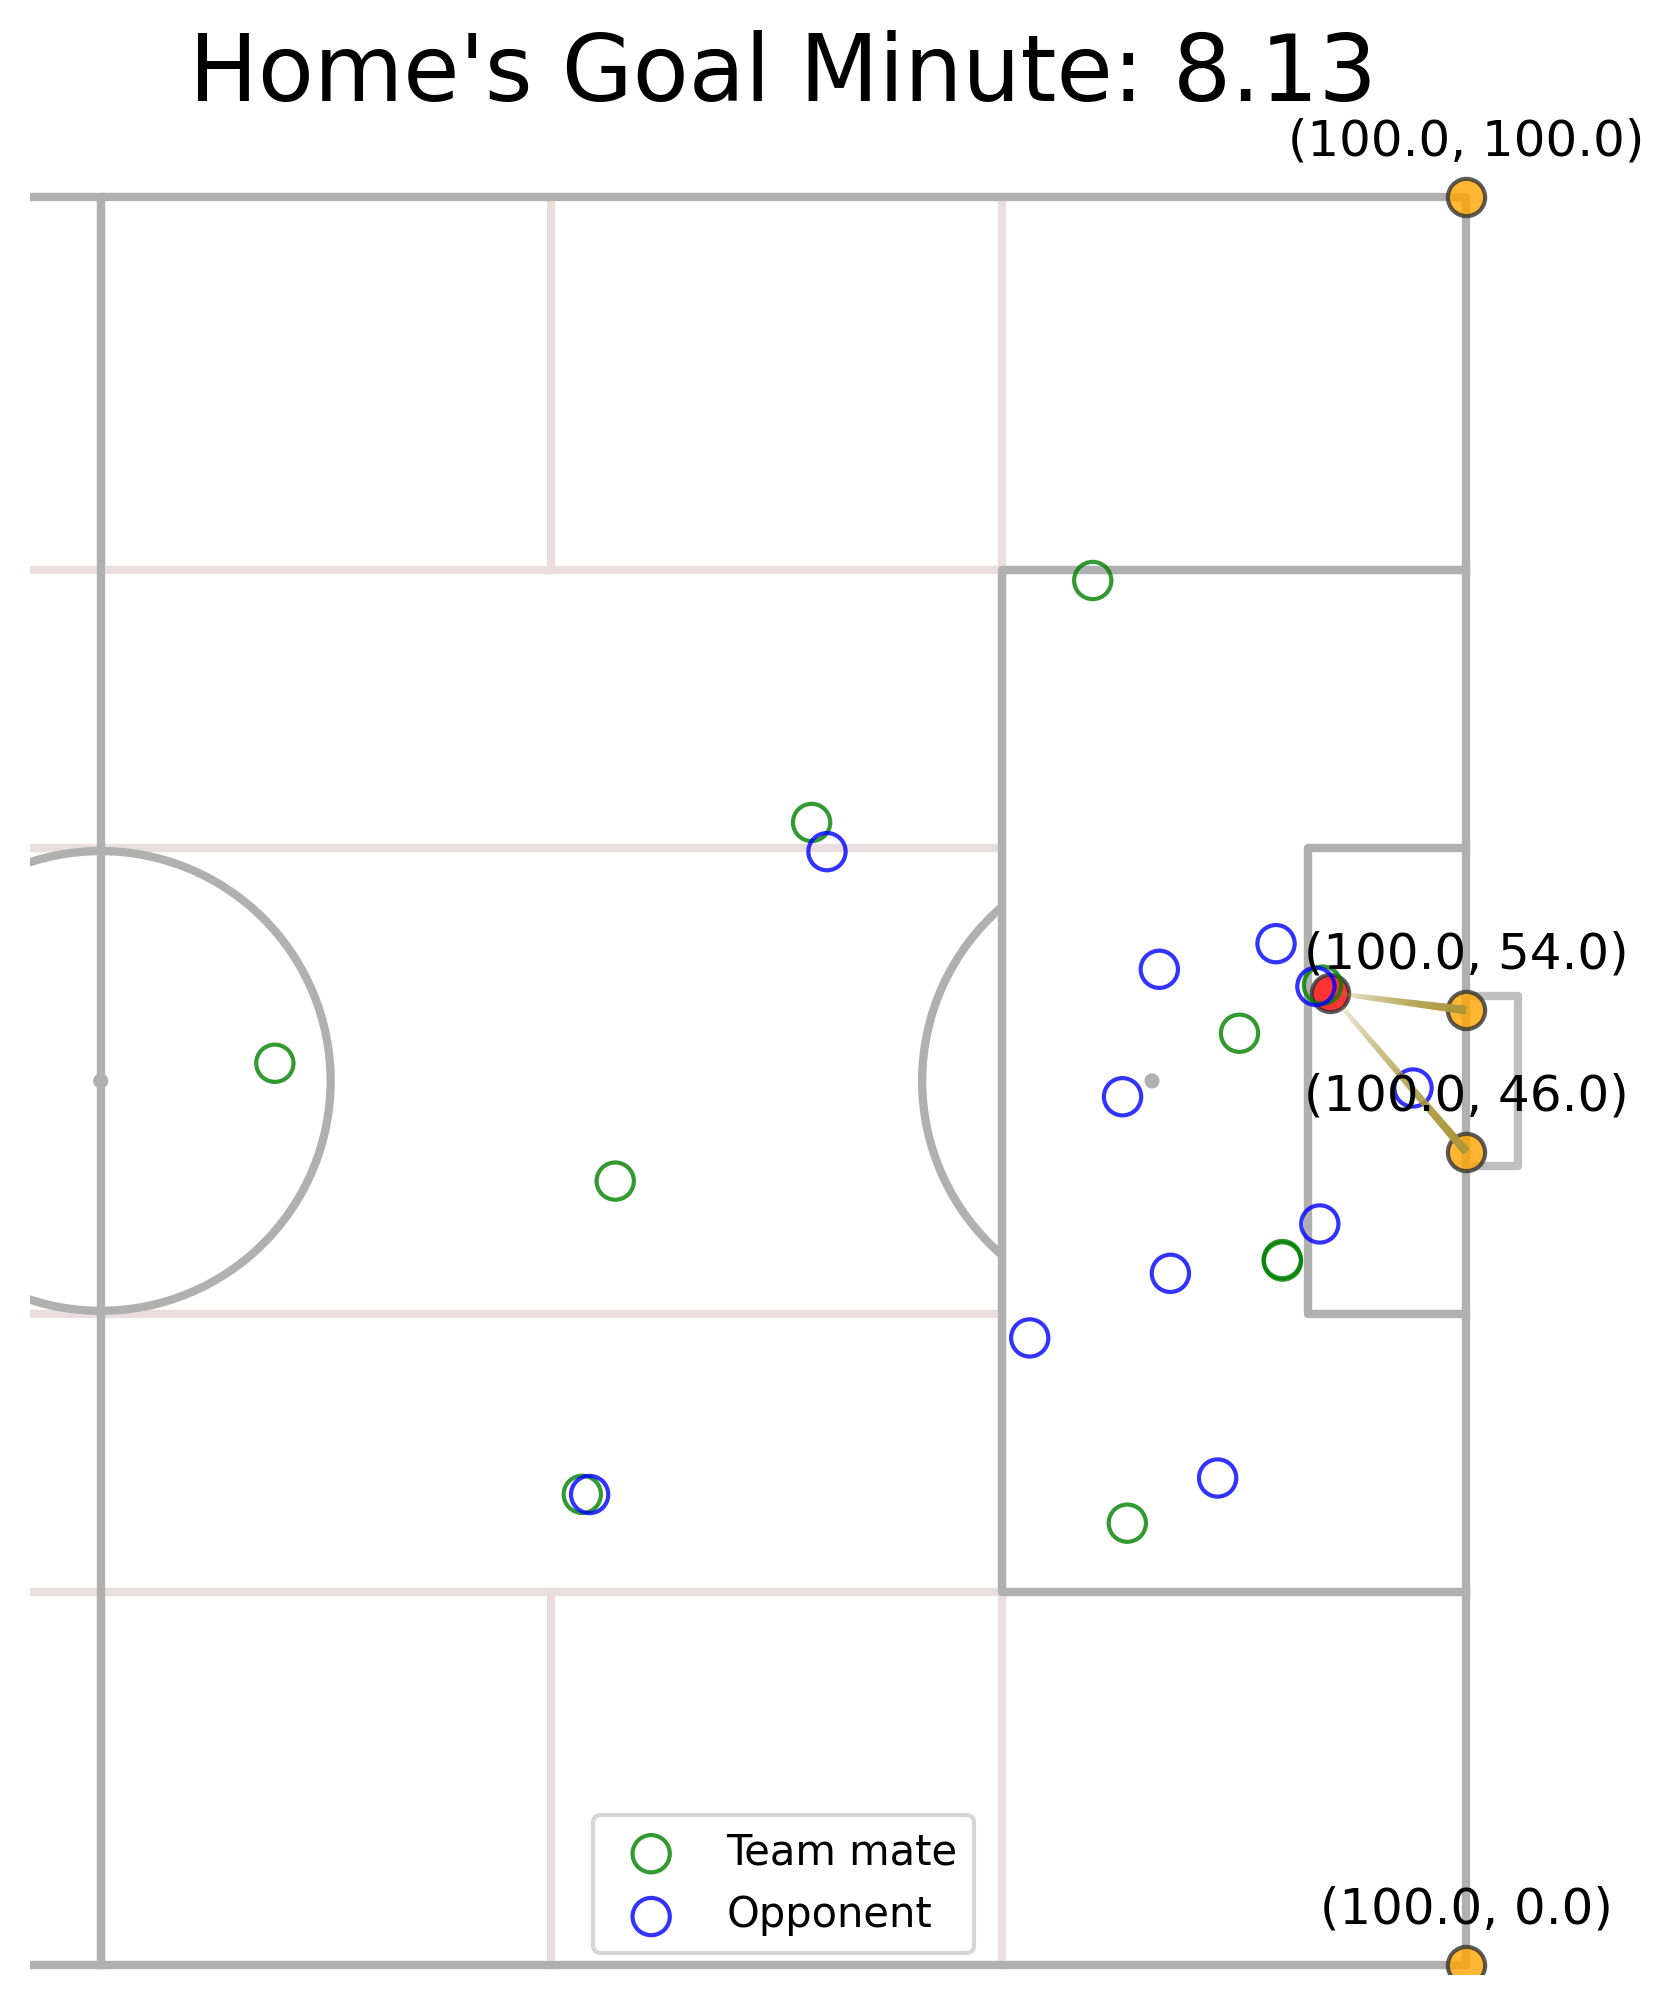 Home's Goal Minute: 8.13
(100.0, 100.0)
(100.0, 54.0)
(100.0, 46.0)
Team mate
Opponent
(100.0, 0.0)